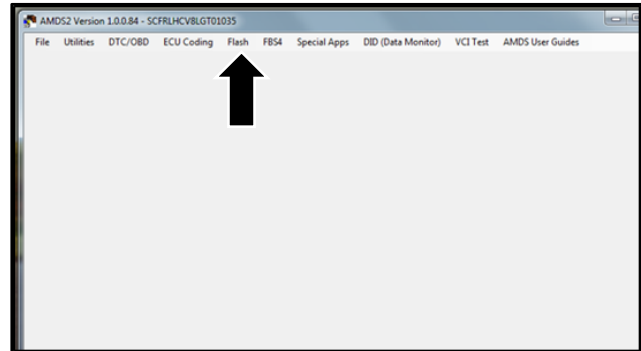 AMDS2 Version 1.0.0.84 - SCFRLHCV8LGT01035
File Utilities DTC/OBD ECU Coding Flash FBS4 Special Apps DID (Data Monitor) VCI Test AMDS User Guides